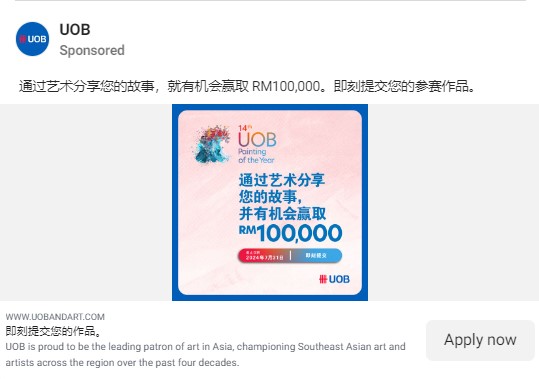 UOB
UOB
Sponsored
通过艺术分享您的故事，就有机会赢取 RM100,000。即刻提交您的参赛作品。
14th
UOB
Painting
of the Year
通过艺术分享
您的故事，
并有机会赢取
RM100,000
2024年7月31日
即刻提交
UOB
WWW.UOBANDART.COM
即刻提交您的作品。
UOB is proud to be the leading patron of art in Asia, championing Southeast Asian art and
artists across the region over the past four decades.
Apply now